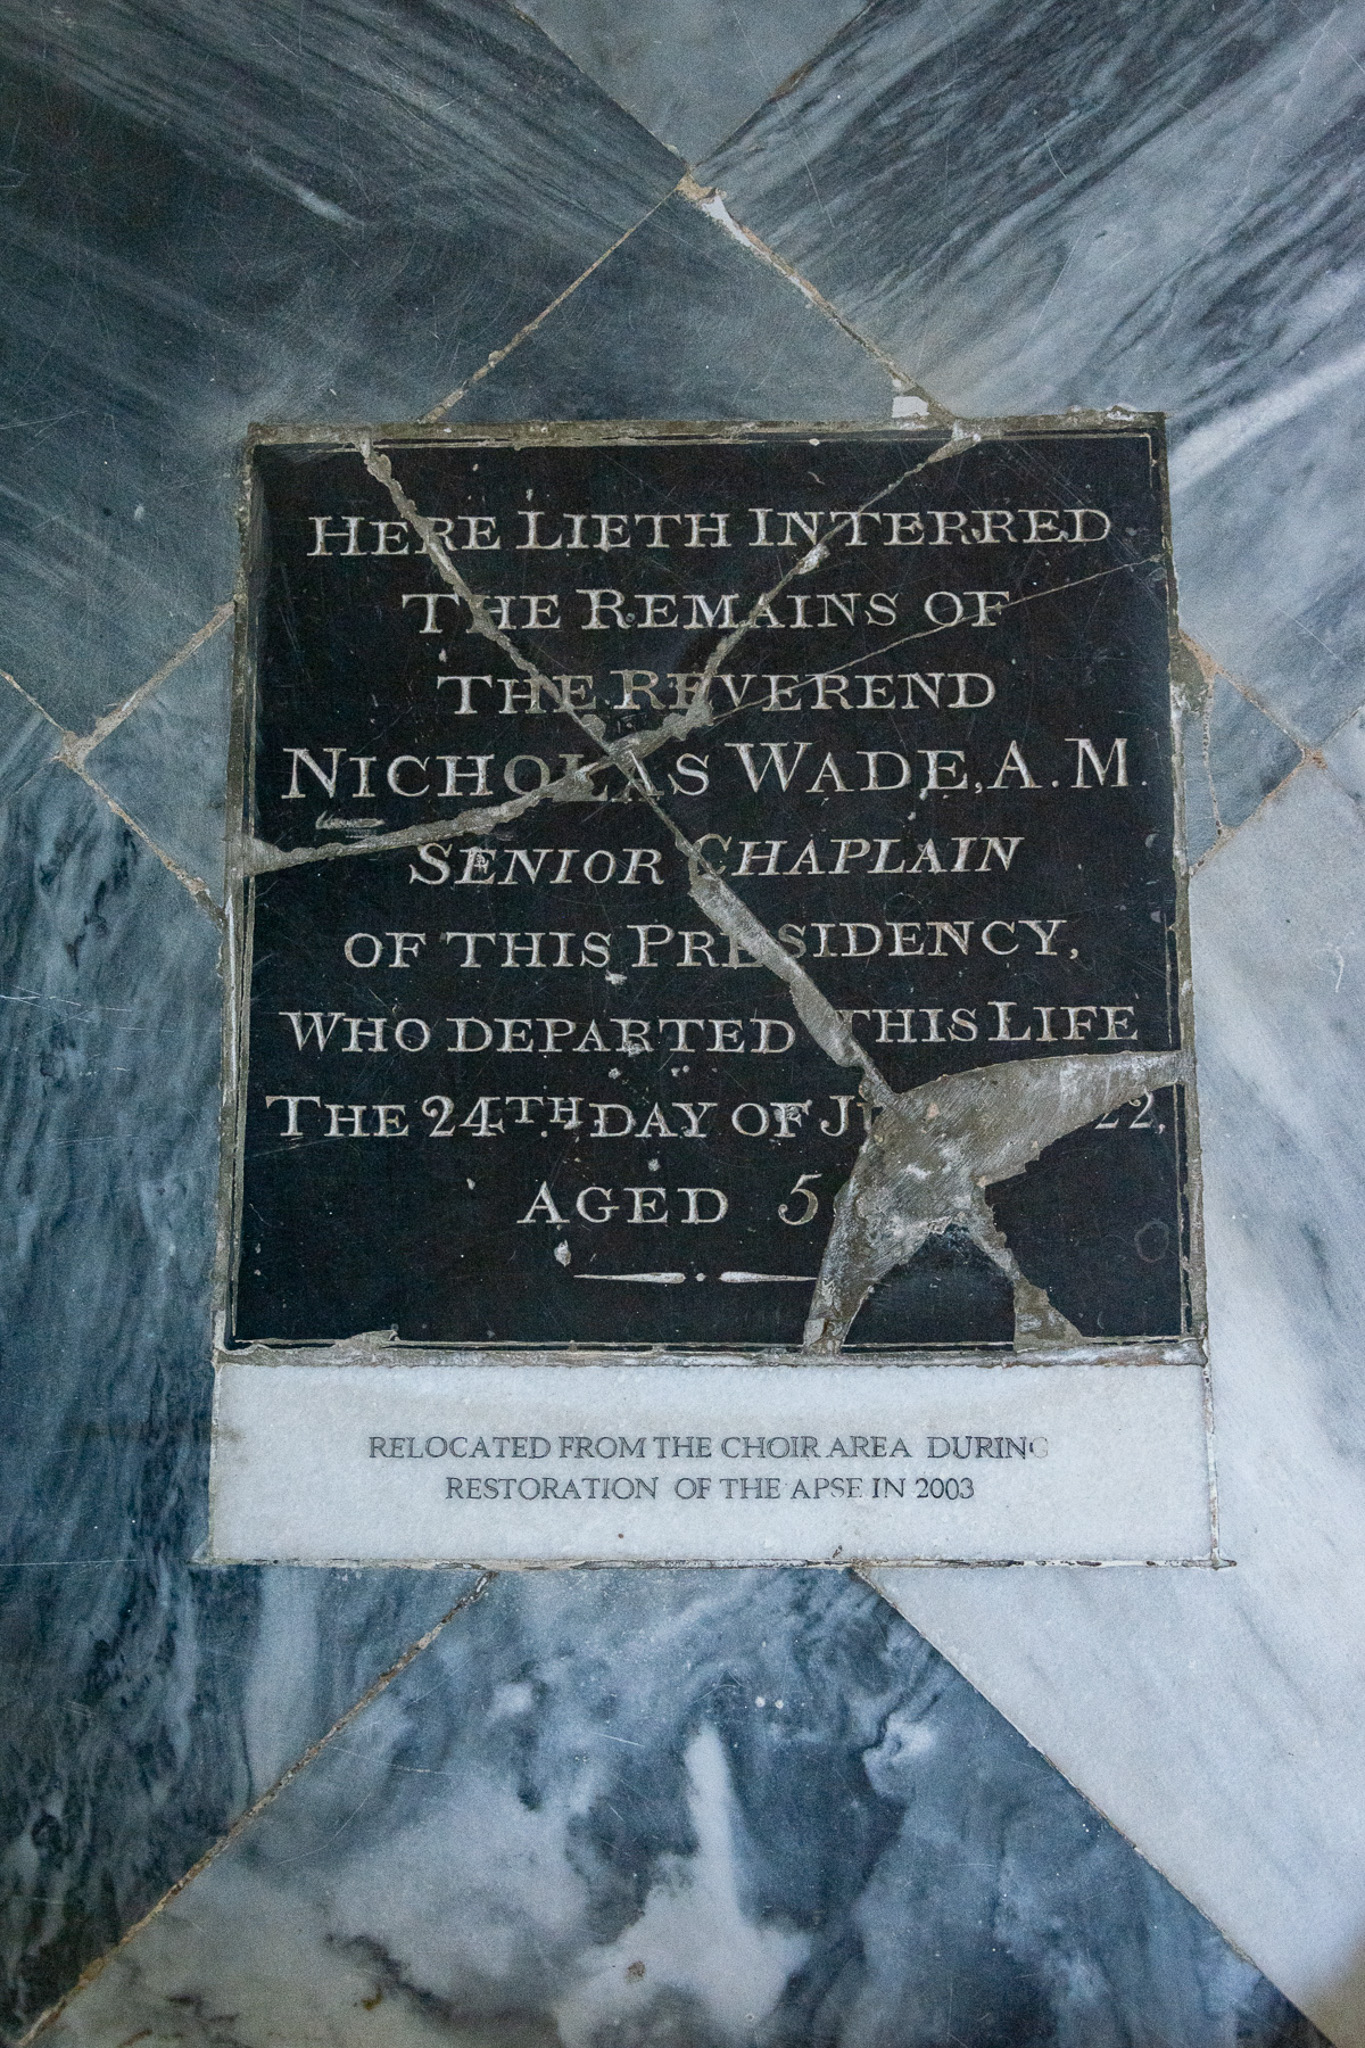 HERE LIETH INTERRED
THE REMAINS OF
THE REVEREND
NICHOLAS WADE, A.M.
SENIOR CHAPLAIN
OF THIS PRESIDENCY,
WHO DEPARTED THIS LIFE
THE 24TH DAY OF
AGED
RELOCATED FROM THE CHOIR AREA DURING
RESTORATION OF THE APSE IN 2003